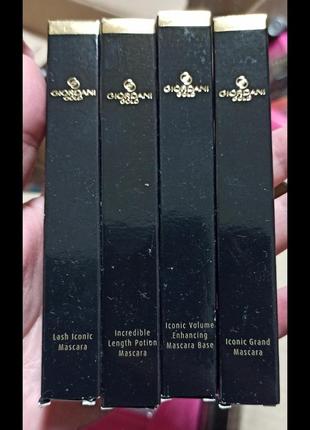 GIORDANI
GOLD
Lash Iconic
Mascara
GIORDANI
GOLD
Incredible
Length Potion
Mascara
GIORDANI
GOLD
Iconic Volume
Enhancing
Mascara Base
GIORDANI
GOLD
Iconic Grand
Mascara